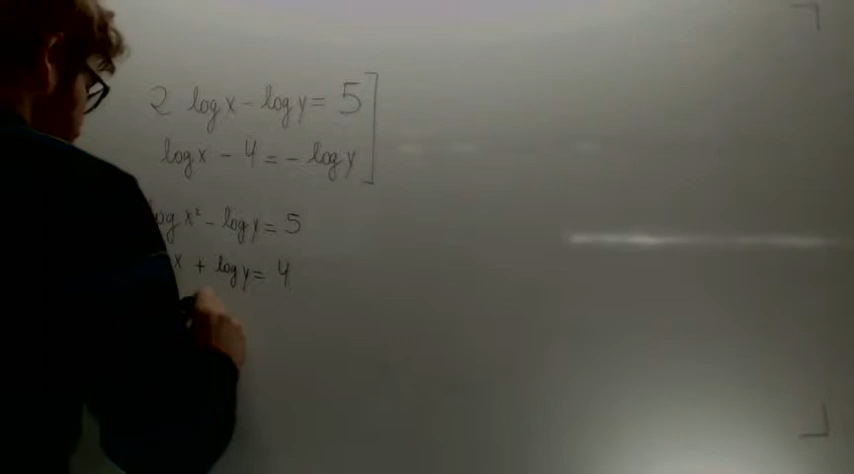 2 log x - log y = 5
log x - 4 = - log y
log x² - log y = 5
x + log y = 4